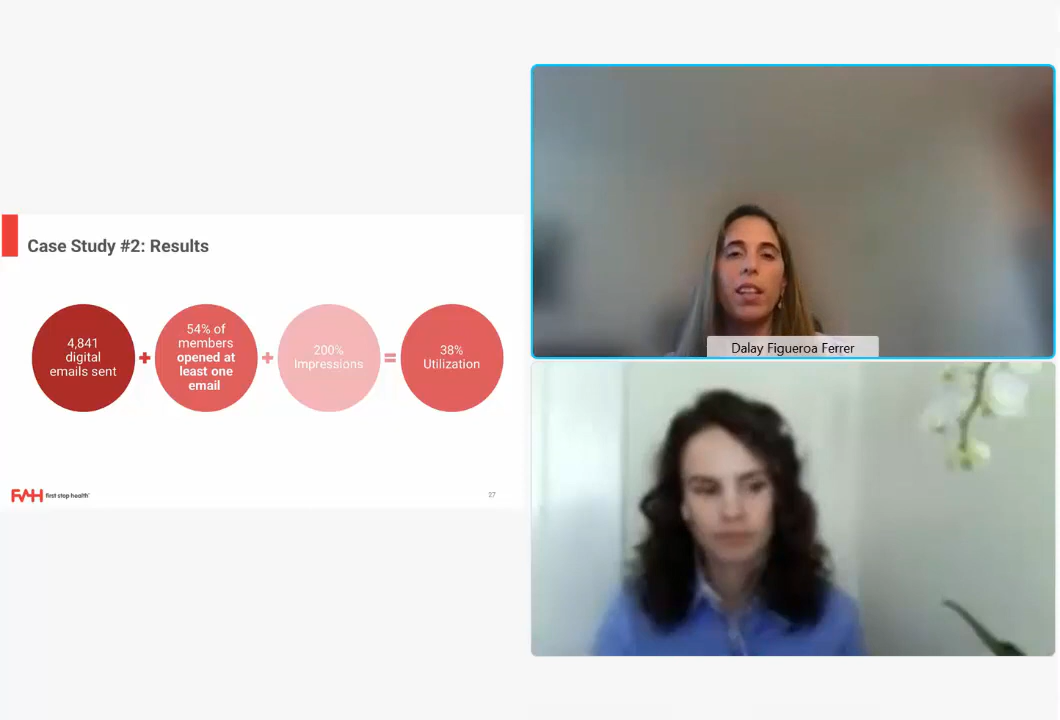 Case Study #2: Results
4,841
digital
emails sent
+
54% of
members
opened at
least one
email
+
200%
Impressions
=
38%
Utilization
first stop health
27
Dalay Figueroa Ferrer